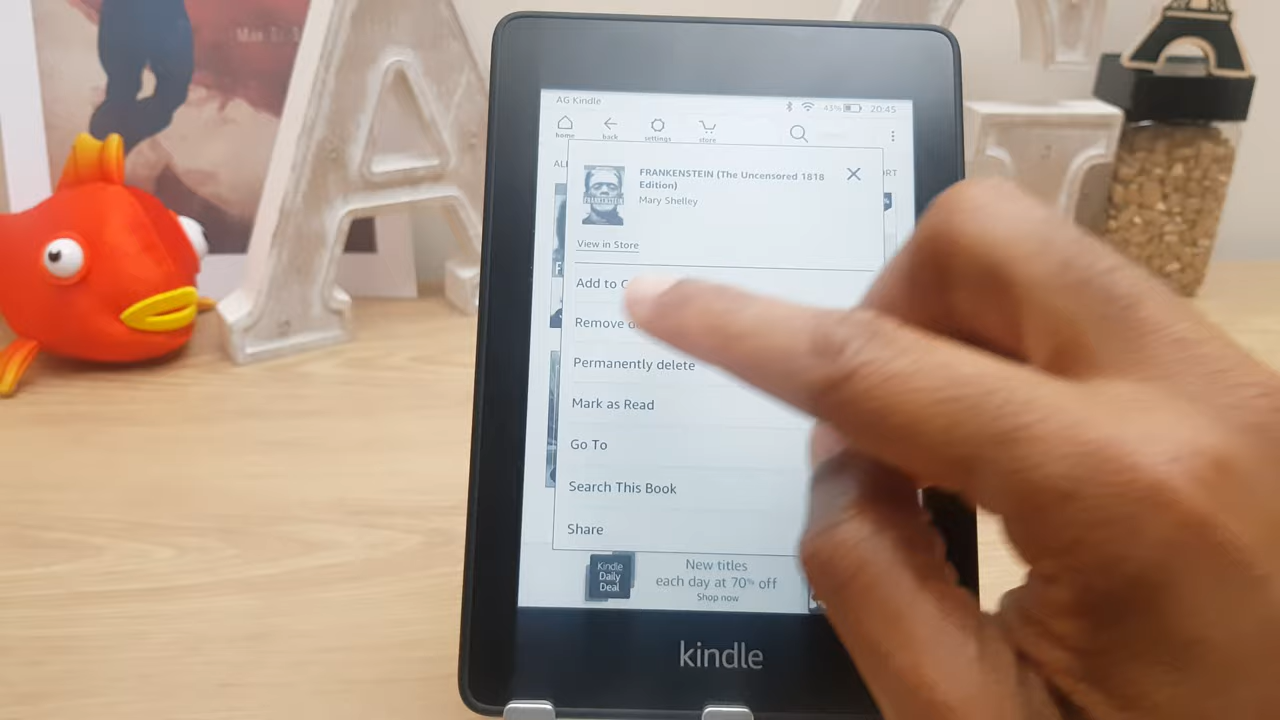 AG Kindle
43% 20:45
home back settings store
FRANKENSTEIN (The Uncensored 1818
Edition)
Mary Shelley
FRANKENSTEIN
View in Store
Add to
Remove
Permanently delete
Mark as Read
Go To
Search This Book
Share
Kindle
Daily
Deal
New titles
each day at 70% off
Shop now
kindle